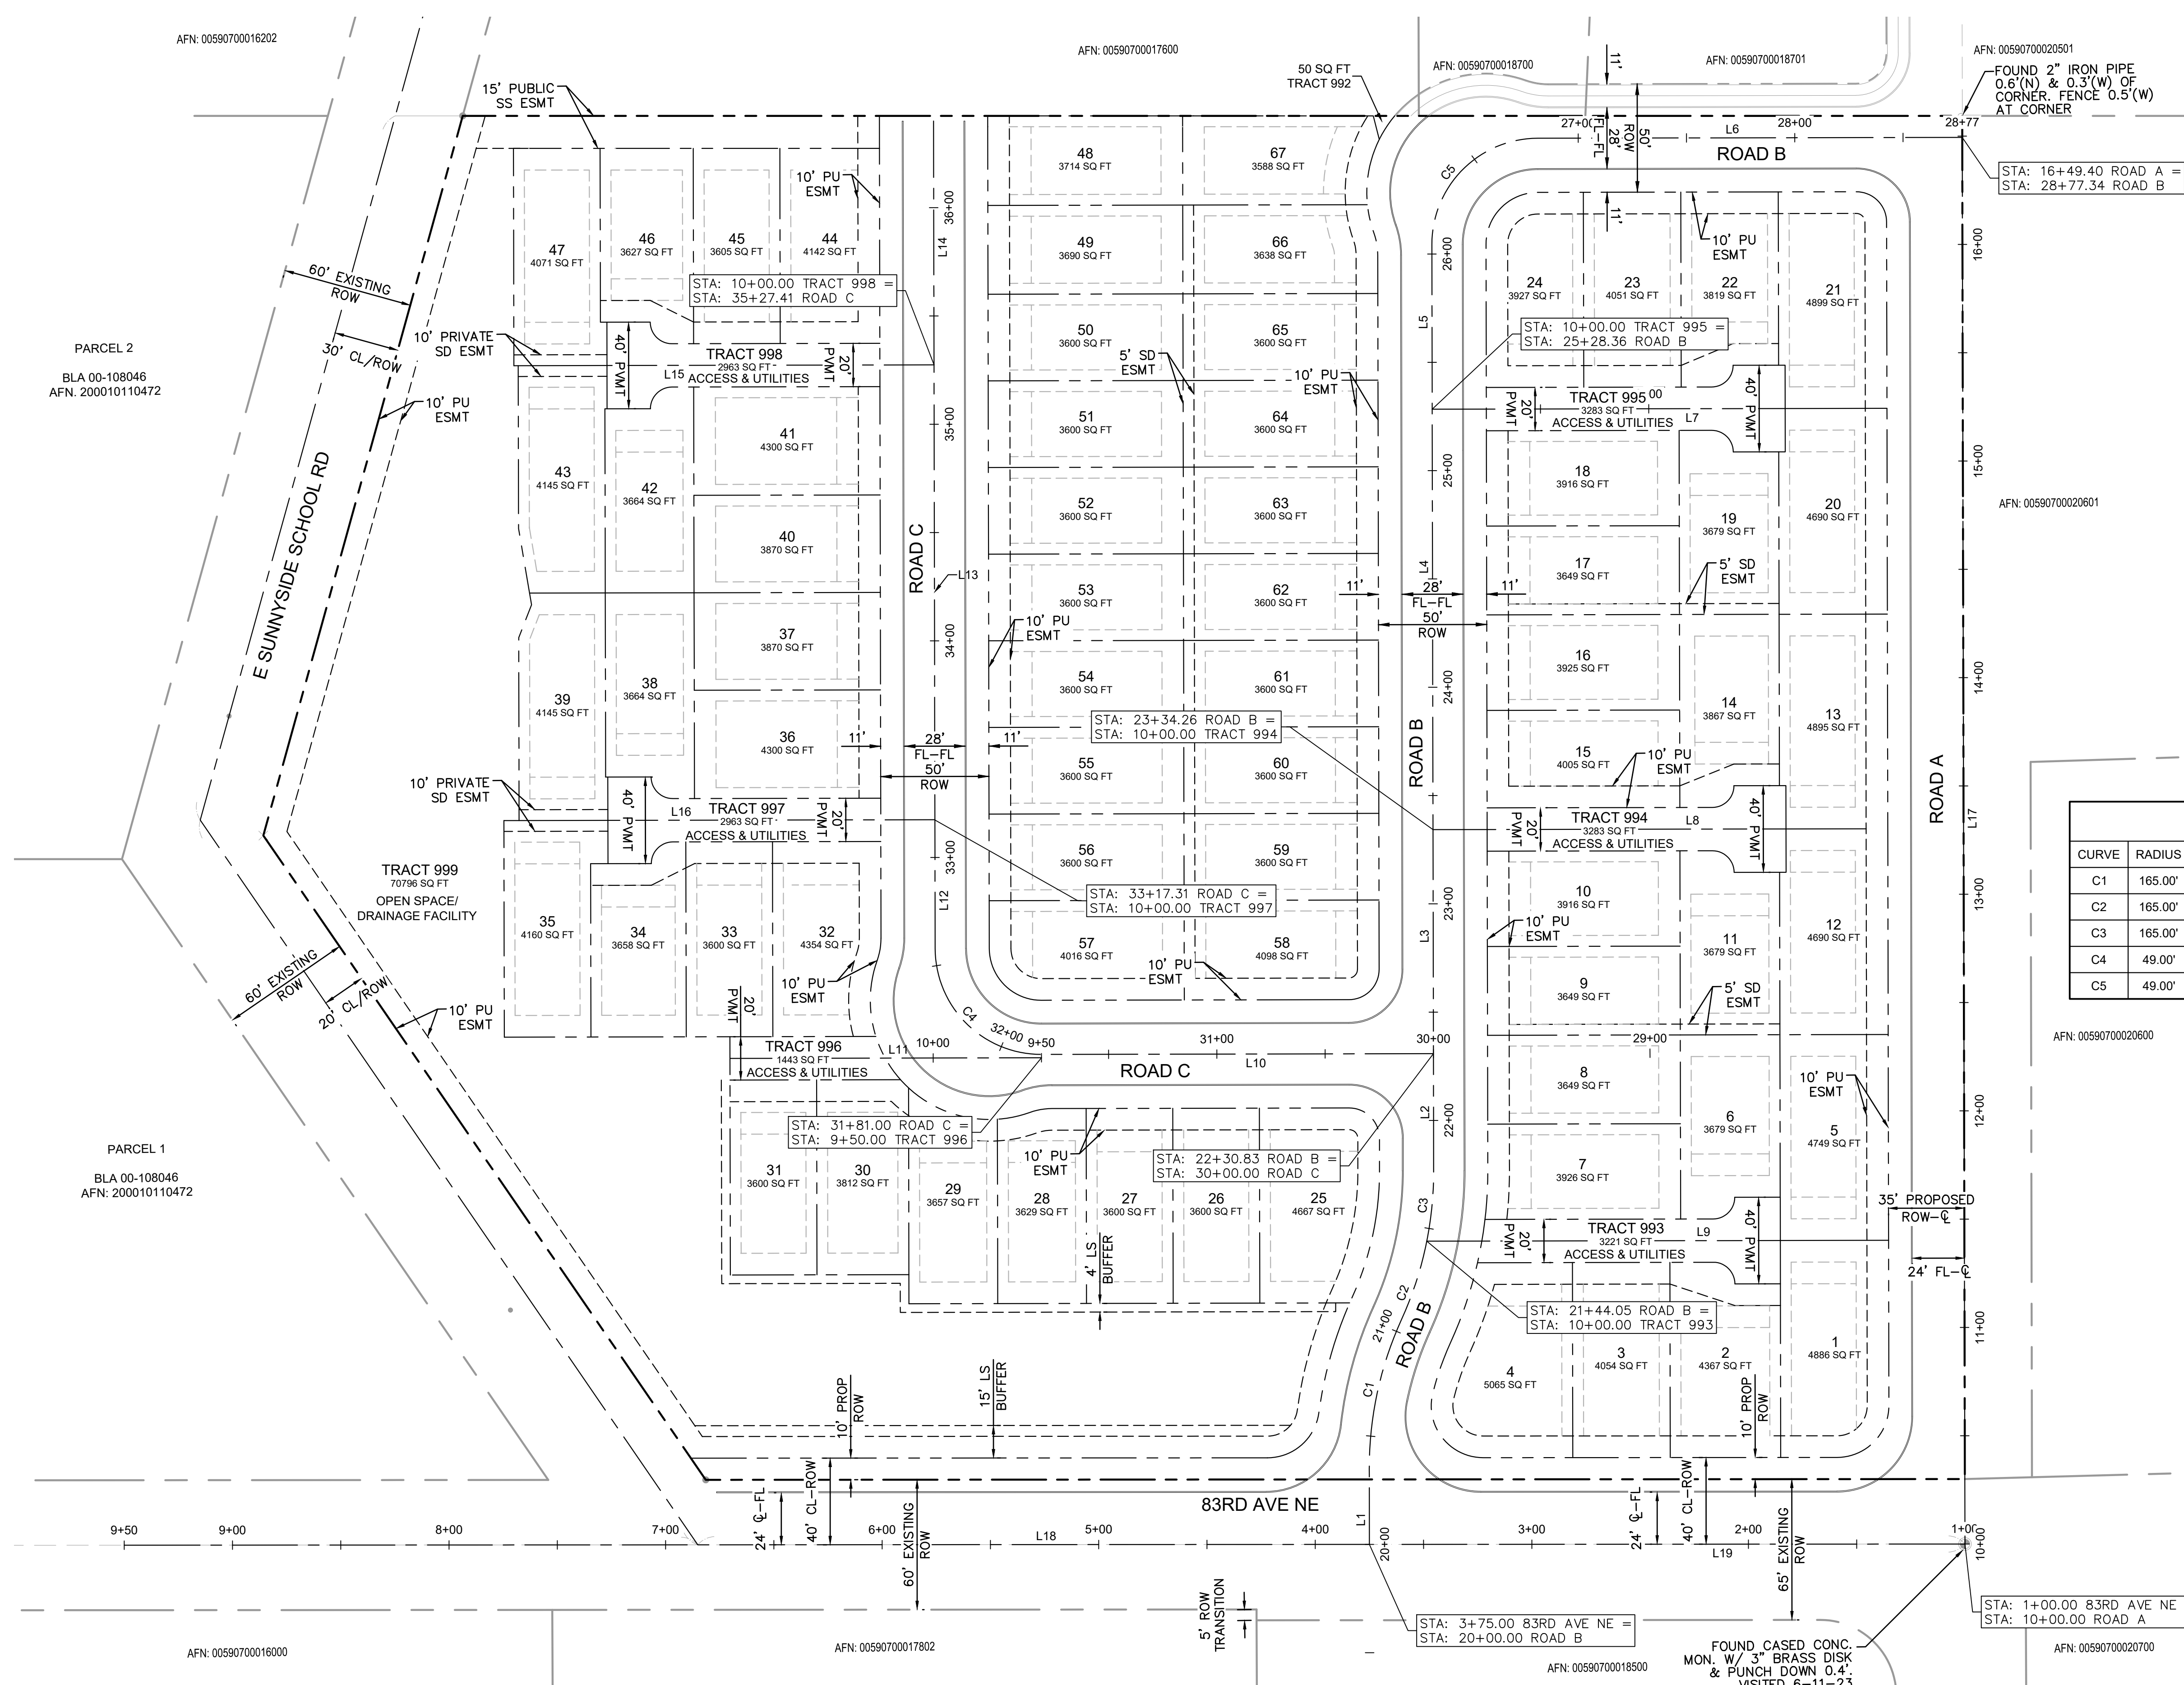 AFN: 00590700016202
AFN: 00590700017600
50 SQ FT
TRACT 992
AFN: 00590700018700
11'
AFN: 00590700018701
AFN: 00590700020501
FOUND 2" IRON PIPE
0.6'(N) & 0.3'(W) OF
CORNER. FENCE 0.5'(W)
AT CORNER
15' PUBLIC
SS ESMT
28+77
28+00
L6
ROAD B
FL-FL
28'
ROW
50'
11'
C5
STA: 16+49.40 ROAD A =
STA: 28+77.34 ROAD B
48
3714 SQ FT
67
3588 SQ FT
10' PU
ESMT
47
4071 SQ FT
46
3627 SQ FT
45
3605 SQ FT
44
4142 SQ FT
36+00
L14
49
3690 SQ FT
66
3638 SQ FT
26+00
10' PU
ESMT
16+00
60' EXISTING
ROW
STA: 10+00.00 TRACT 998 =
STA: 35+27.41 ROAD C
24
3927 SQ FT
23
4051 SQ FT
22
3819 SQ FT
21
4899 SQ FT
30' CL/ROW
10' PRIVATE
SD ESMT
50
3600 SQ FT
65
3600 SQ FT
L5
STA: 10+00.00 TRACT 995 =
STA: 25+28.36 ROAD B
PARCEL 2
BLA 00-108046
AFN. 200010110472
40' PVMT
TRACT 998
2963 SQ FT
L15
ACCESS & UTILITIES
20'
PVMT
5' SD
ESMT
10' PU
ESMT
10' PU
ESMT
51
3600 SQ FT
64
3600 SQ FT
20'
PVMT
TRACT 995
00
3283 SQ FT
L7
ACCESS & UTILITIES
40' PVMT
35+00
41
4300 SQ FT
43
4145 SQ FT
42
3664 SQ FT
25+00
18
3916 SQ FT
15+00
52
3600 SQ FT
63
3600 SQ FT
19
3679 SQ FT
20
4690 SQ FT
AFN: 00590700020601
E SUNNYSIDE SCHOOL RD
40
3870 SQ FT
ROAD C
L13
L4
17
3649 SQ FT
5' SD
ESMT
53
3600 SQ FT
62
3600 SQ FT
11'
28'
FL-FL
11'
50'
ROW
10' PU
ESMT
37
3870 SQ FT
34+00
16
3925 SQ FT
39
4145 SQ FT
38
3664 SQ FT
54
3600 SQ FT
61
3600 SQ FT
24+00
14+00
14
3867 SQ FT
13
4895 SQ FT
STA: 23+34.26 ROAD B =
STA: 10+00.00 TRACT 994
36
4300 SQ FT
11'
28'
FL-FL
11'
50'
ROW
ROAD B
15
4005 SQ FT
10' PU
ESMT
ROAD A
55
3600 SQ FT
60
3600 SQ FT
10' PRIVATE
SD ESMT
40' PVMT
TRACT 997
2963 SQ FT
L16
ACCESS & UTILITIES
20'
PVMT
20'
PVMT
TRACT 994
3283 SQ FT
L8
ACCESS & UTILITIES
40' PVMT
L17
33+00
56
3600 SQ FT
59
3600 SQ FT
CURVE RADIUS
C1 165.00'
C2 165.00'
C3 165.00'
C4 49.00'
C5 49.00'
TRACT 999
70796 SQ FT
OPEN SPACE/
DRAINAGE FACILITY
L12
STA: 33+17.31 ROAD C =
STA: 10+00.00 TRACT 997
23+00
10
3916 SQ FT
13+00
35
4160 SQ FT
34
3658 SQ FT
33
3600 SQ FT
32
4354 SQ FT
57
4016 SQ FT
58
4098 SQ FT
L3
10' PU
ESMT
11
3679 SQ FT
12
4690 SQ FT
60' EXISTING
ROW
10' PU
ESMT
10' PU
ESMT
9
3649 SQ FT
5' SD
ESMT
20' CL/ROW
10' PU
ESMT
20'
PVMT
C4
32+00
TRACT 996
1443 SQ FT
ACCESS & UTILITIES
L11
10+00
9+50
31+00
30+00
29+00
L10
ROAD C
AFN: 00590700020600
8
3649 SQ FT
10' PU
ESMT
L2
22+00
12+00
6
3679 SQ FT
5
4749 SQ FT
STA: 31+81.00 ROAD C =
STA: 9+50.00 TRACT 996
PARCEL 1
BLA 00-108046
AFN: 200010110472
10' PU
ESMT
STA: 22+30.83 ROAD B =
STA: 30+00.00 ROAD C
31
3600 SQ FT
30
3812 SQ FT
29
3657 SQ FT
28
3629 SQ FT
27
3600 SQ FT
26
3600 SQ FT
25
4667 SQ FT
7
3926 SQ FT
C3
35' PROPOSED
ROW-℄
4' LS
BUFFER
20'
PVMT
TRACT 993
3221 SQ FT
L9
ACCESS & UTILITIES
40' PVMT
24' FL-℄
C2
STA: 21+44.05 ROAD B =
STA: 10+00.00 TRACT 993
21+00
ROAD B
11+00
4
5065 SQ FT
3
4054 SQ FT
2
4367 SQ FT
1
4886 SQ FT
C1
10' PROP
ROW
15' LS
BUFFER
10' PROP
ROW
83RD AVE NE
24' ℄-FL
40' CL-ROW
60' EXISTING
ROW
24' ℄-FL
40' CL-ROW
65' EXISTING
ROW
9+50
9+00
8+00
7+00
6+00
L18
5+00
4+00
L1
20+00
3+00
L19
2+00
10+00
5' ROW
TRANSITION
STA: 3+75.00 83RD AVE NE =
STA: 20+00.00 ROAD B
STA: 1+00.00 83RD AVE NE
STA: 10+00.00 ROAD A
FOUND CASED CONC.
MON. W/ 3" BRASS DISK
& PUNCH DOWN 0.4'.
VISITED 6-11-23
AFN: 00590700016000
AFN: 00590700017802
AFN: 00590700018500
AFN: 00590700020700